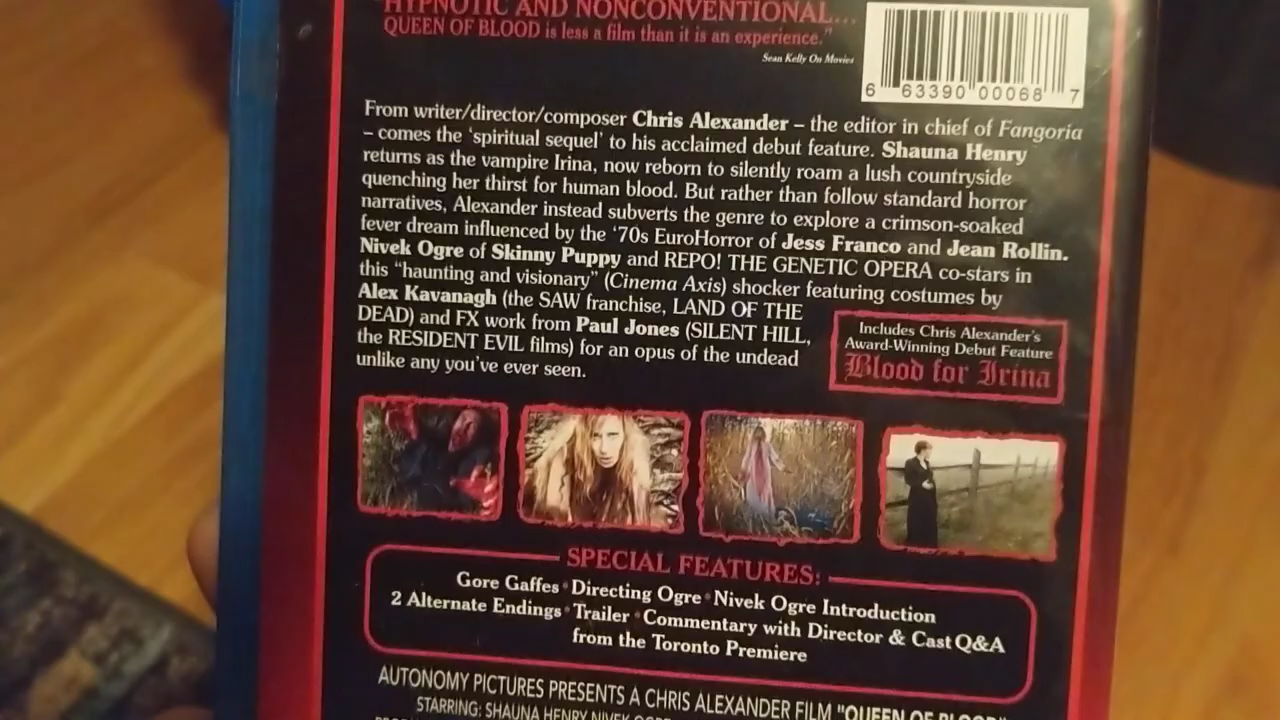 "HYPNOTIC AND NONCONVENTIONAL...
QUEEN OF BLOOD is less a film than it is an experience."
Sean Kelly On Movies
6 63390 00068 7
From writer/director/composer Chris Alexander – the editor in chief of Fangoria
– comes the 'spiritual sequel' to his acclaimed debut feature. Shauna Henry
returns as the vampire Irina, now reborn to silently roam a lush countryside
quenching her thirst for human blood. But rather than follow standard horror
narratives, Alexander instead subverts the genre to explore a crimson-soaked
fever dream influenced by the '70s EuroHorror of Jess Franco and Jean Rollin.
Nivek Ogre of Skinny Puppy and REPO! THE GENETIC OPERA co-stars in
this "haunting and visionary" (Cinema Axis) shocker featuring costumes by
Alex Kavanagh (the SAW franchise, LAND OF THE
DEAD) and FX work from Paul Jones (SILENT HILL,
the RESIDENT EVIL films) for an opus of the undead
unlike any you've ever seen.
Includes Chris Alexander's
Award-Winning Debut Feature
Blood for Irina
SPECIAL FEATURES:
Gore Gaffes • Directing Ogre • Nivek Ogre Introduction
2 Alternate Endings • Trailer • Commentary with Director & Cast Q&A
from the Toronto Premiere
AUTONOMY PICTURES PRESENTS A CHRIS ALEXANDER FILM "QUEEN OF BLOOD"
STARRING: SHAUNA HENRY NIVEK OGRE